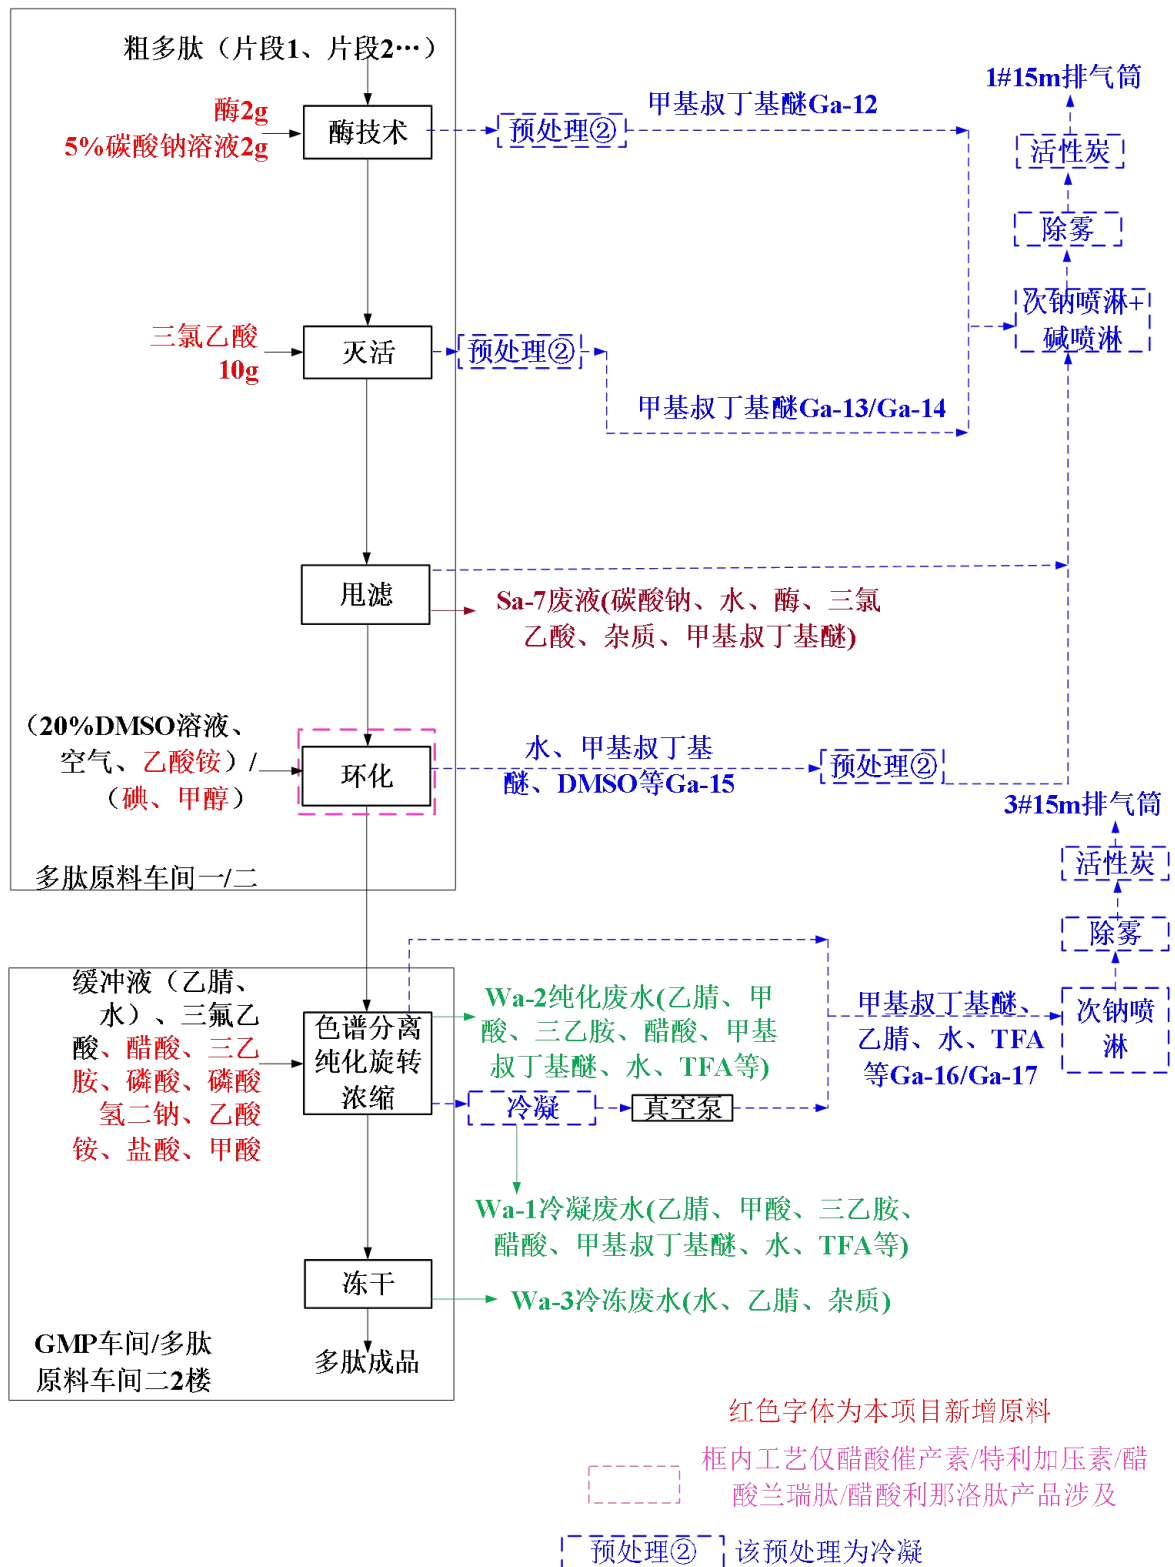 粗多肽（片段1、片段2…）
1#15m排气筒
酶2g
5%碳酸钠溶液2g
酶技术
预处理②
甲基叔丁基醚Ga-12
活性炭
除雾
次钠喷淋+
碱喷淋
三氯乙酸
10g
灭活
预处理②
甲基叔丁基醚Ga-13/Ga-14
甩滤
Sa-7废液(碳酸钠、水、酶、三氯
乙酸、杂质、甲基叔丁基醚)
（20%DMSO溶液、
空气、乙酸铵）/
（碘、甲醇）
环化
水、甲基叔丁基
醚、DMSO等Ga-15
预处理②
3#15m排气筒
活性炭
除雾
次钠喷
淋
多肽原料车间一/二
缓冲液（乙腈、
水）、三氟乙
酸、醋酸、三乙
胺、磷酸、磷酸
氢二钠、乙酸
铵、盐酸、甲酸
色谱分离
纯化旋转
浓缩
Wa-2纯化废水(乙腈、甲
酸、三乙胺、醋酸、甲基
叔丁基醚、水、TFA等)
甲基叔丁基醚、
乙腈、水、TFA
等Ga-16/Ga-17
冷凝
真空泵
Wa-1冷凝废水(乙腈、甲酸、三乙胺、
醋酸、甲基叔丁基醚、水、TFA等)
冻干
Wa-3冷冻废水(水、乙腈、杂质)
GMP车间/多肽
原料车间二2楼
多肽成品
红色字体为本项目新增原料
框内工艺仅醋酸催产素/特利加压素/醋
酸兰瑞肽/醋酸利那洛肽产品涉及
预处理②
该预处理为冷凝